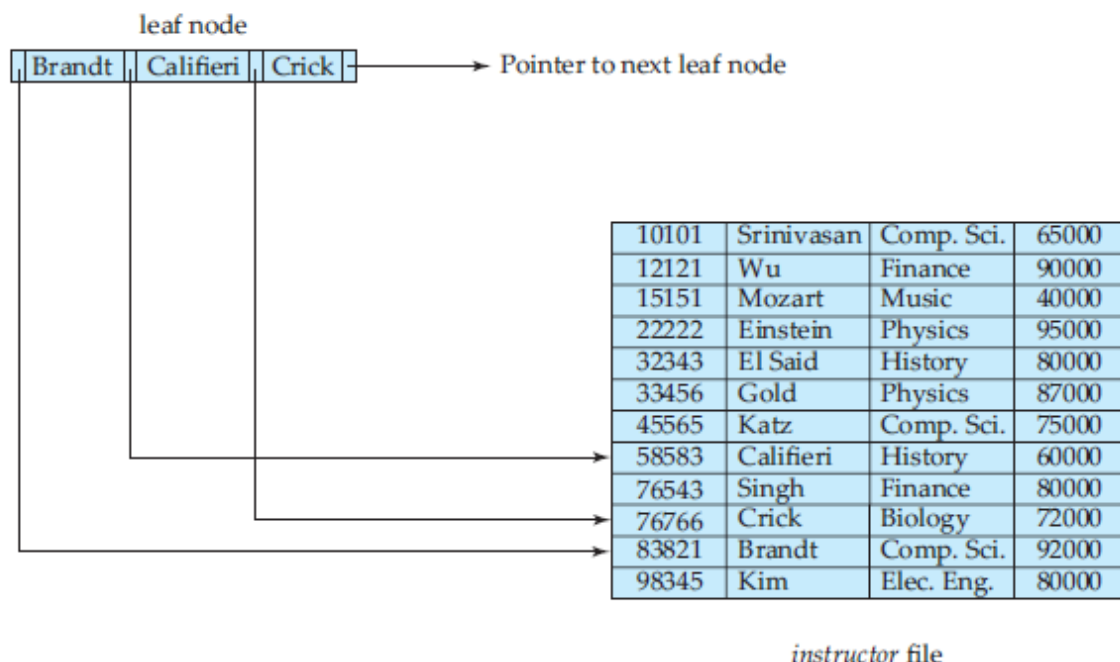 leaf node
Brandt Califieri Crick
Pointer to next leaf node
10101 Srinivasan Comp. Sci. 65000
12121 Wu Finance 90000
15151 Mozart Music 40000
22222 Einstein Physics 95000
32343 El Said History 80000
33456 Gold Physics 87000
45565 Katz Comp. Sci. 75000
58583 Califieri History 60000
76543 Singh Finance 80000
76766 Crick Biology 72000
83821 Brandt Comp. Sci. 92000
98345 Kim Elec. Eng. 80000
instructor file